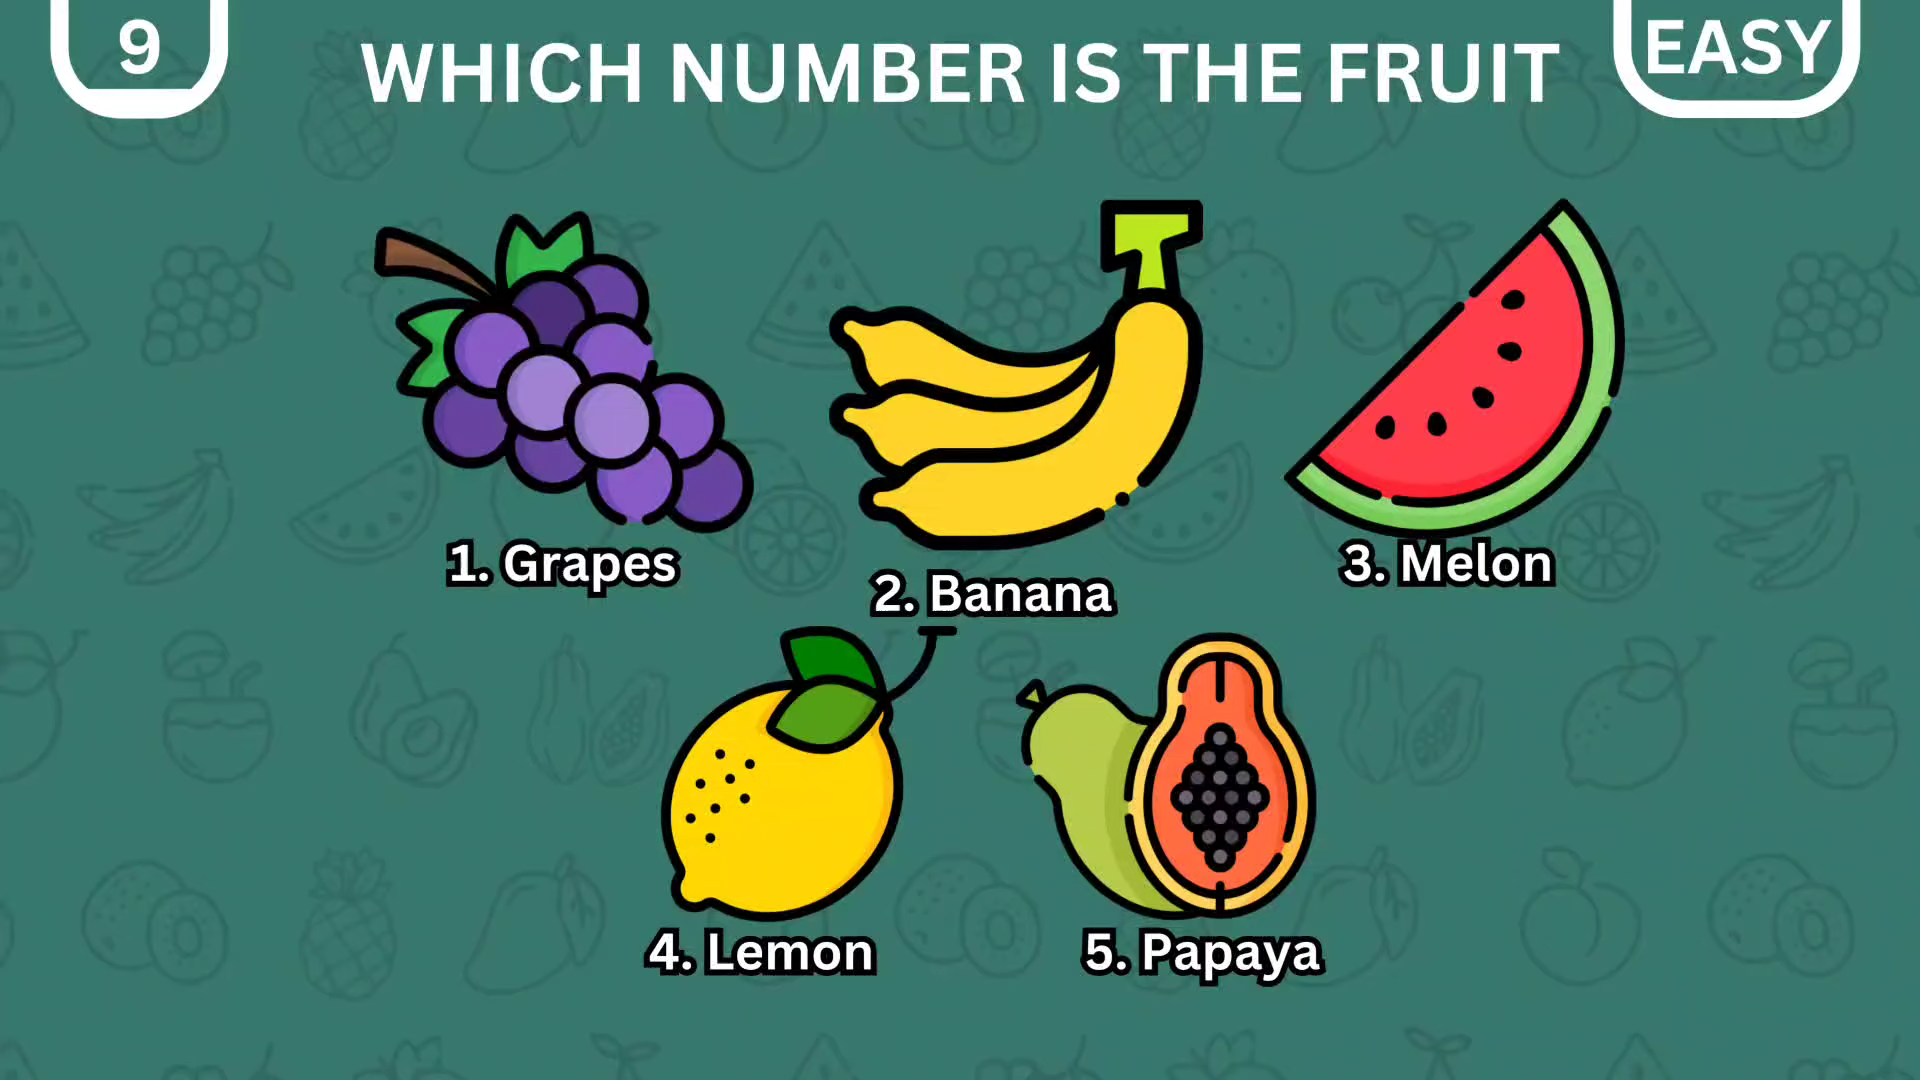 9
WHICH NUMBER IS THE FRUIT
EASY
1. Grapes
2. Banana
3. Melon
4. Lemon
5. Papaya